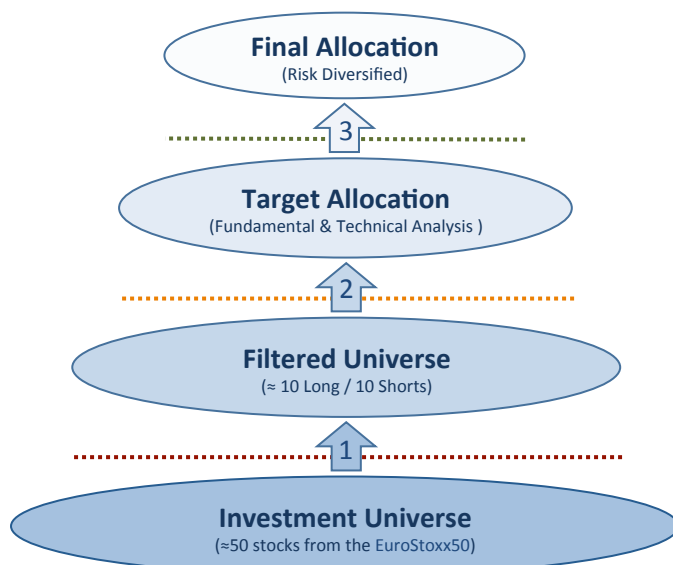 Final Allocation
(Risk Diversified)
3
Target Allocation
(Fundamental & Technical Analysis )
2
Filtered Universe
(≈ 10 Long / 10 Shorts)
1
Investment Universe
(≈50 stocks from the EuroStoxx50)